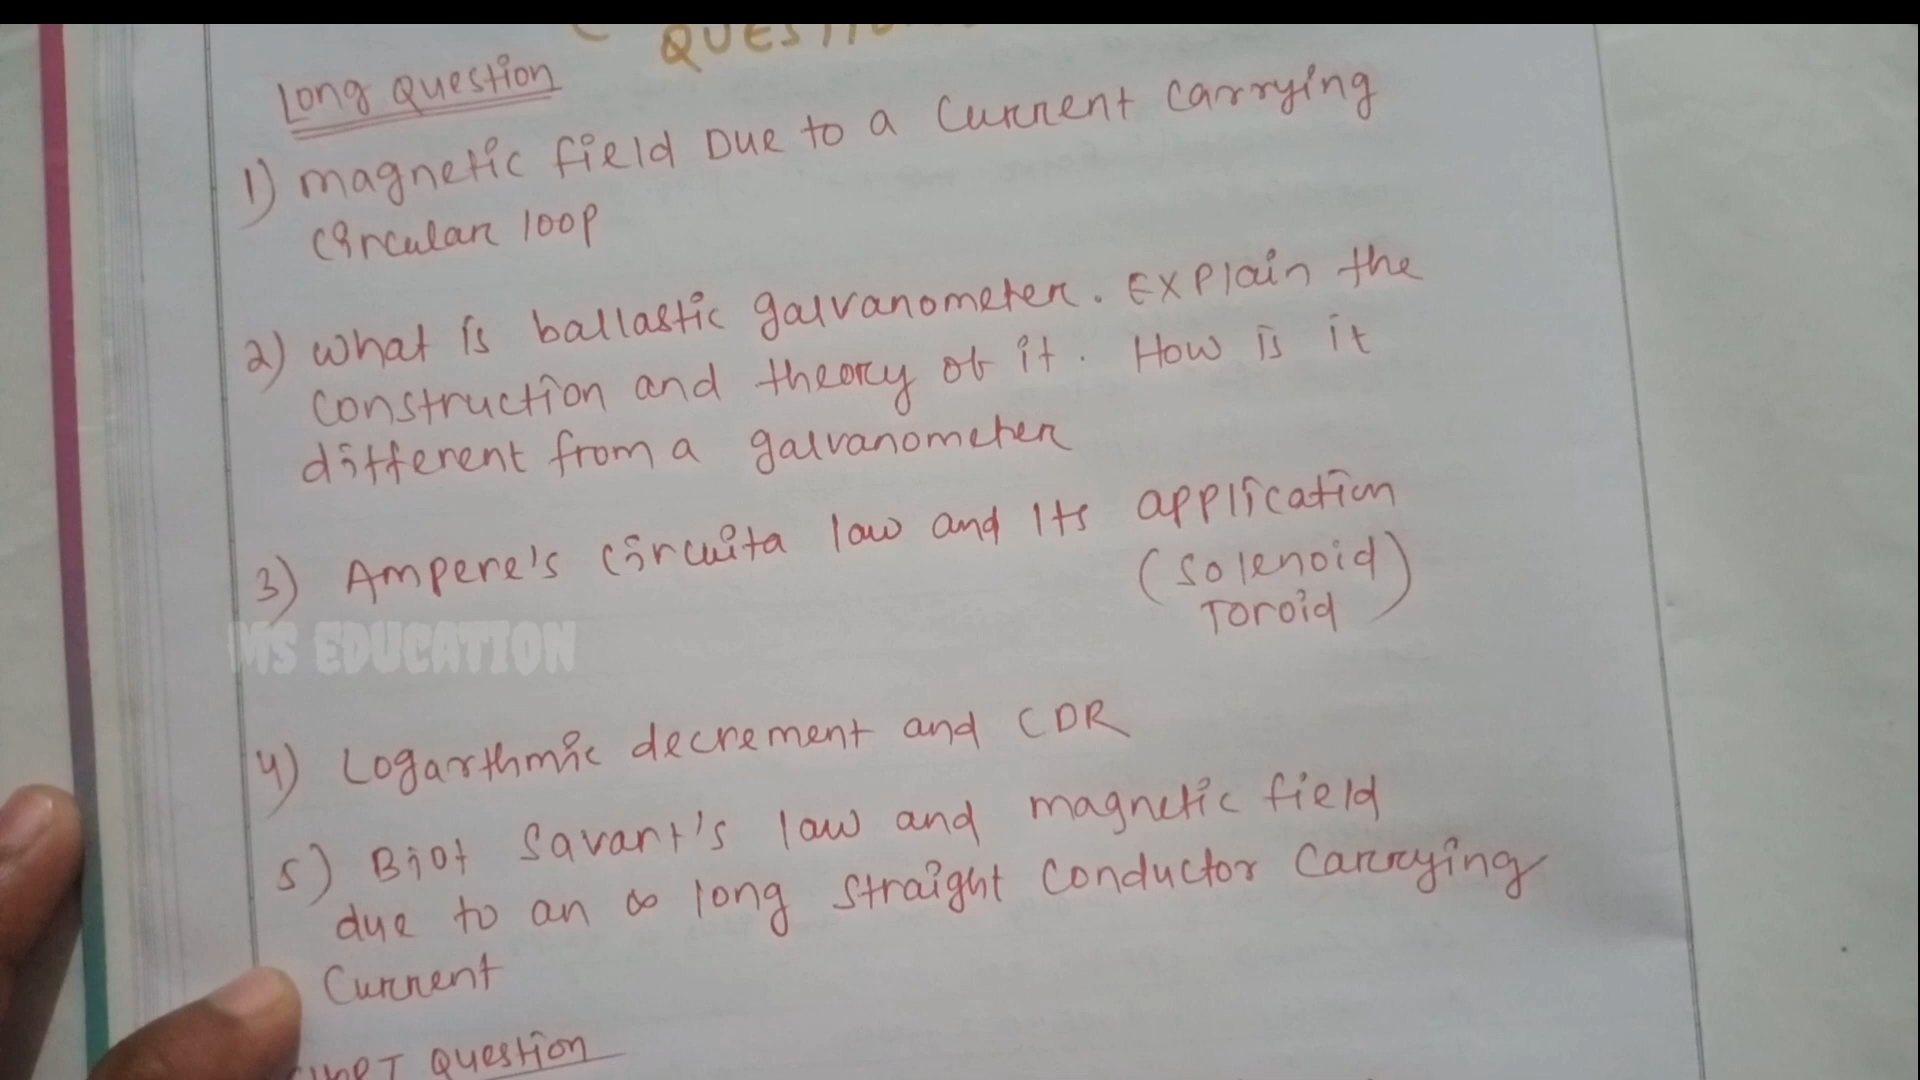 QUESTIO
Long Question
1) magnetic field Due to a Current Carrying
Circular loop
2) What is ballastic galvanometer. Explain the
construction and theory of it. How is it
different from a galvanometer
3) Ampere's circuita law and Its application
(Solenoid)
Toroid
MS EDUCATION
4) Logarthmic decrement and CDR
5) Biot Savart's law and magnetic field
due to an ∞ long straight conductor carrying
Current
Question